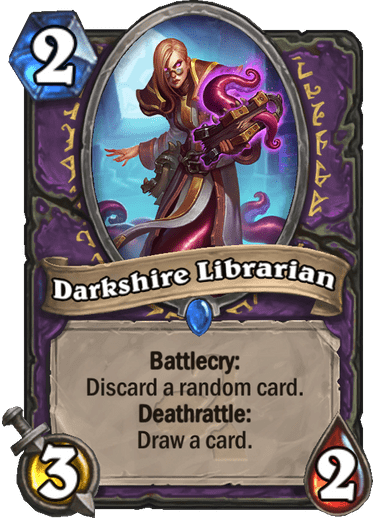 2
Darkshire Librarian
Battlecry:
Discard a random card.
Deathrattle:
Draw a card.
3
2